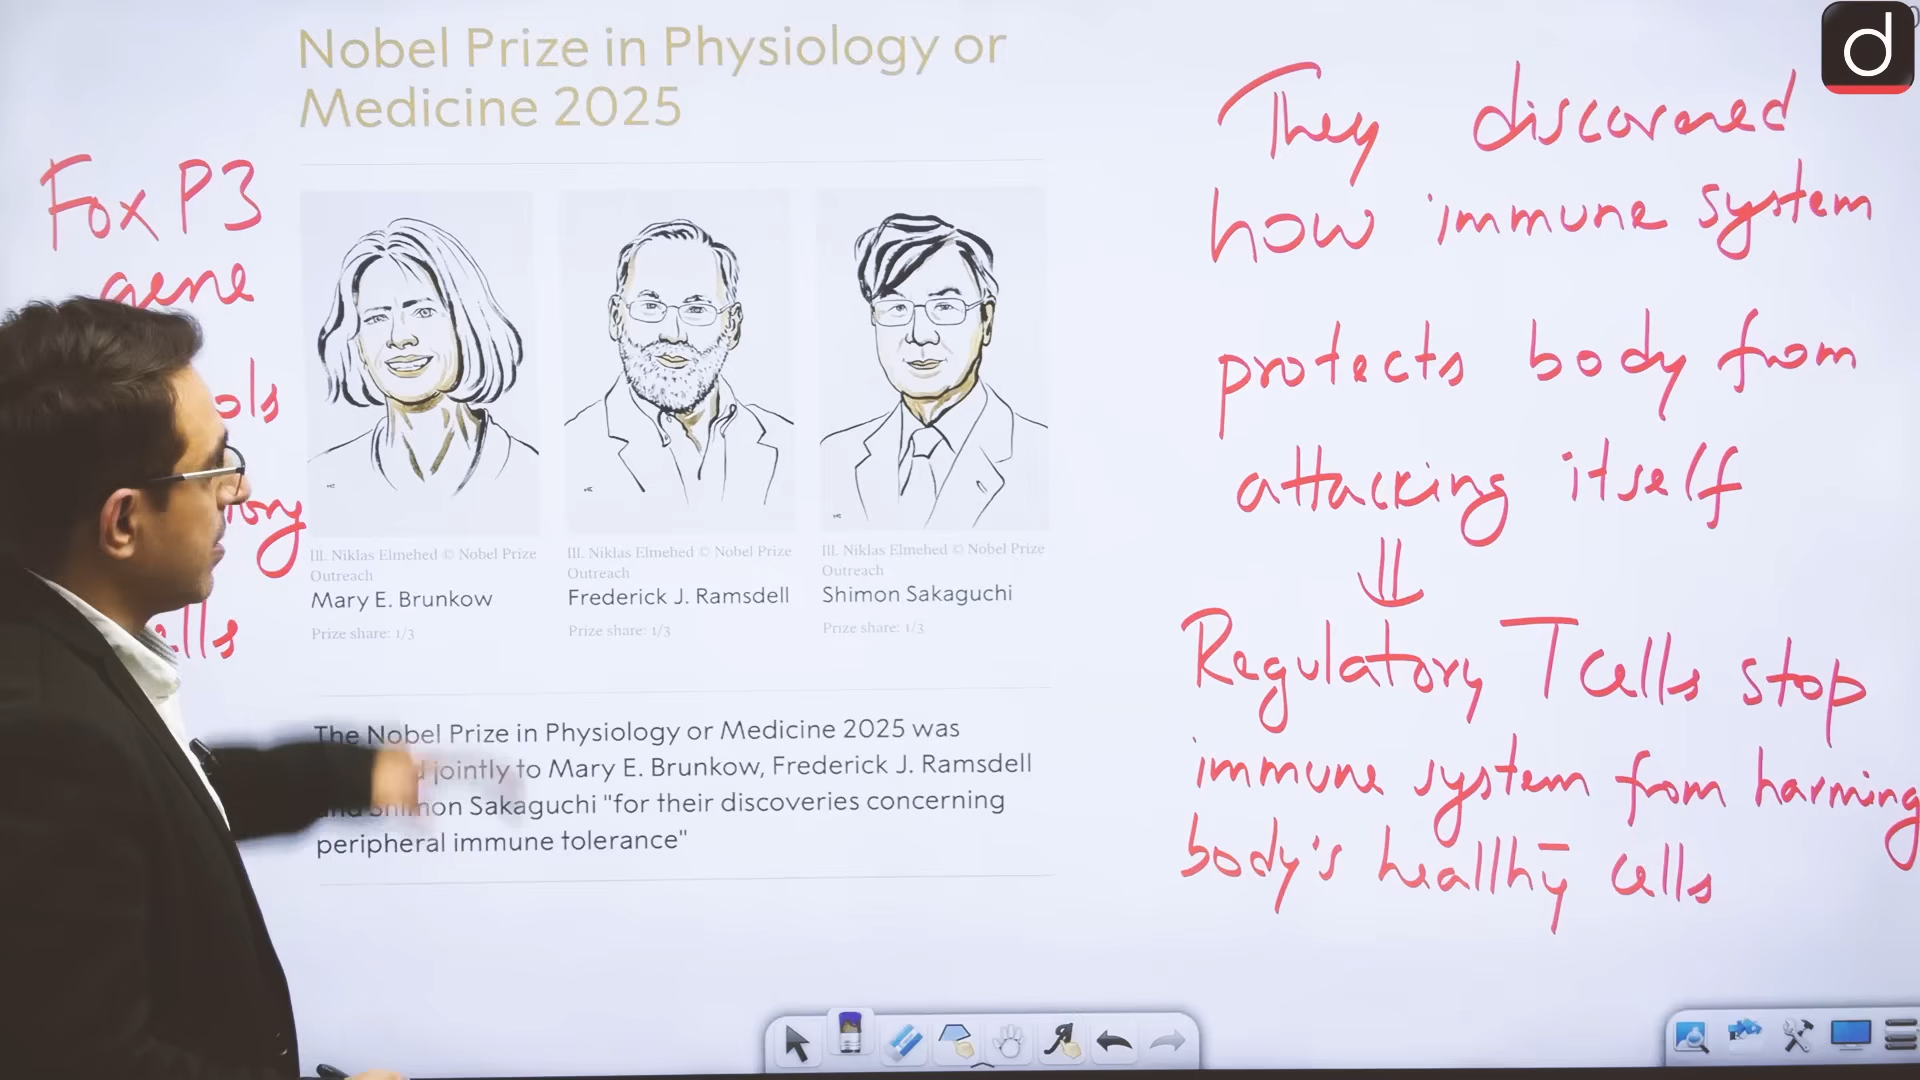 Nobel Prize in Physiology or
Medicine 2025
FoxP3
gene
Ill. Niklas Elmehed © Nobel Prize
Outreach
Mary E. Brunkow
Prize share: 1/3
Ill. Niklas Elmehed © Nobel Prize
Outreach
Frederick J. Ramsdell
Prize share: 1/3
Ill. Niklas Elmehed © Nobel Prize
Outreach
Shimon Sakaguchi
Prize share: 1/3
The Nobel Prize in Physiology or Medicine 2025 was
jointly to Mary E. Brunkow, Frederick J. Ramsdell
and Shimon Sakaguchi "for their discoveries concerning
peripheral immune tolerance"
They discovered
how immune system
protects body from
attacking itself
Regulatory T cells stop
immune system from harming
body's healthy cells
d